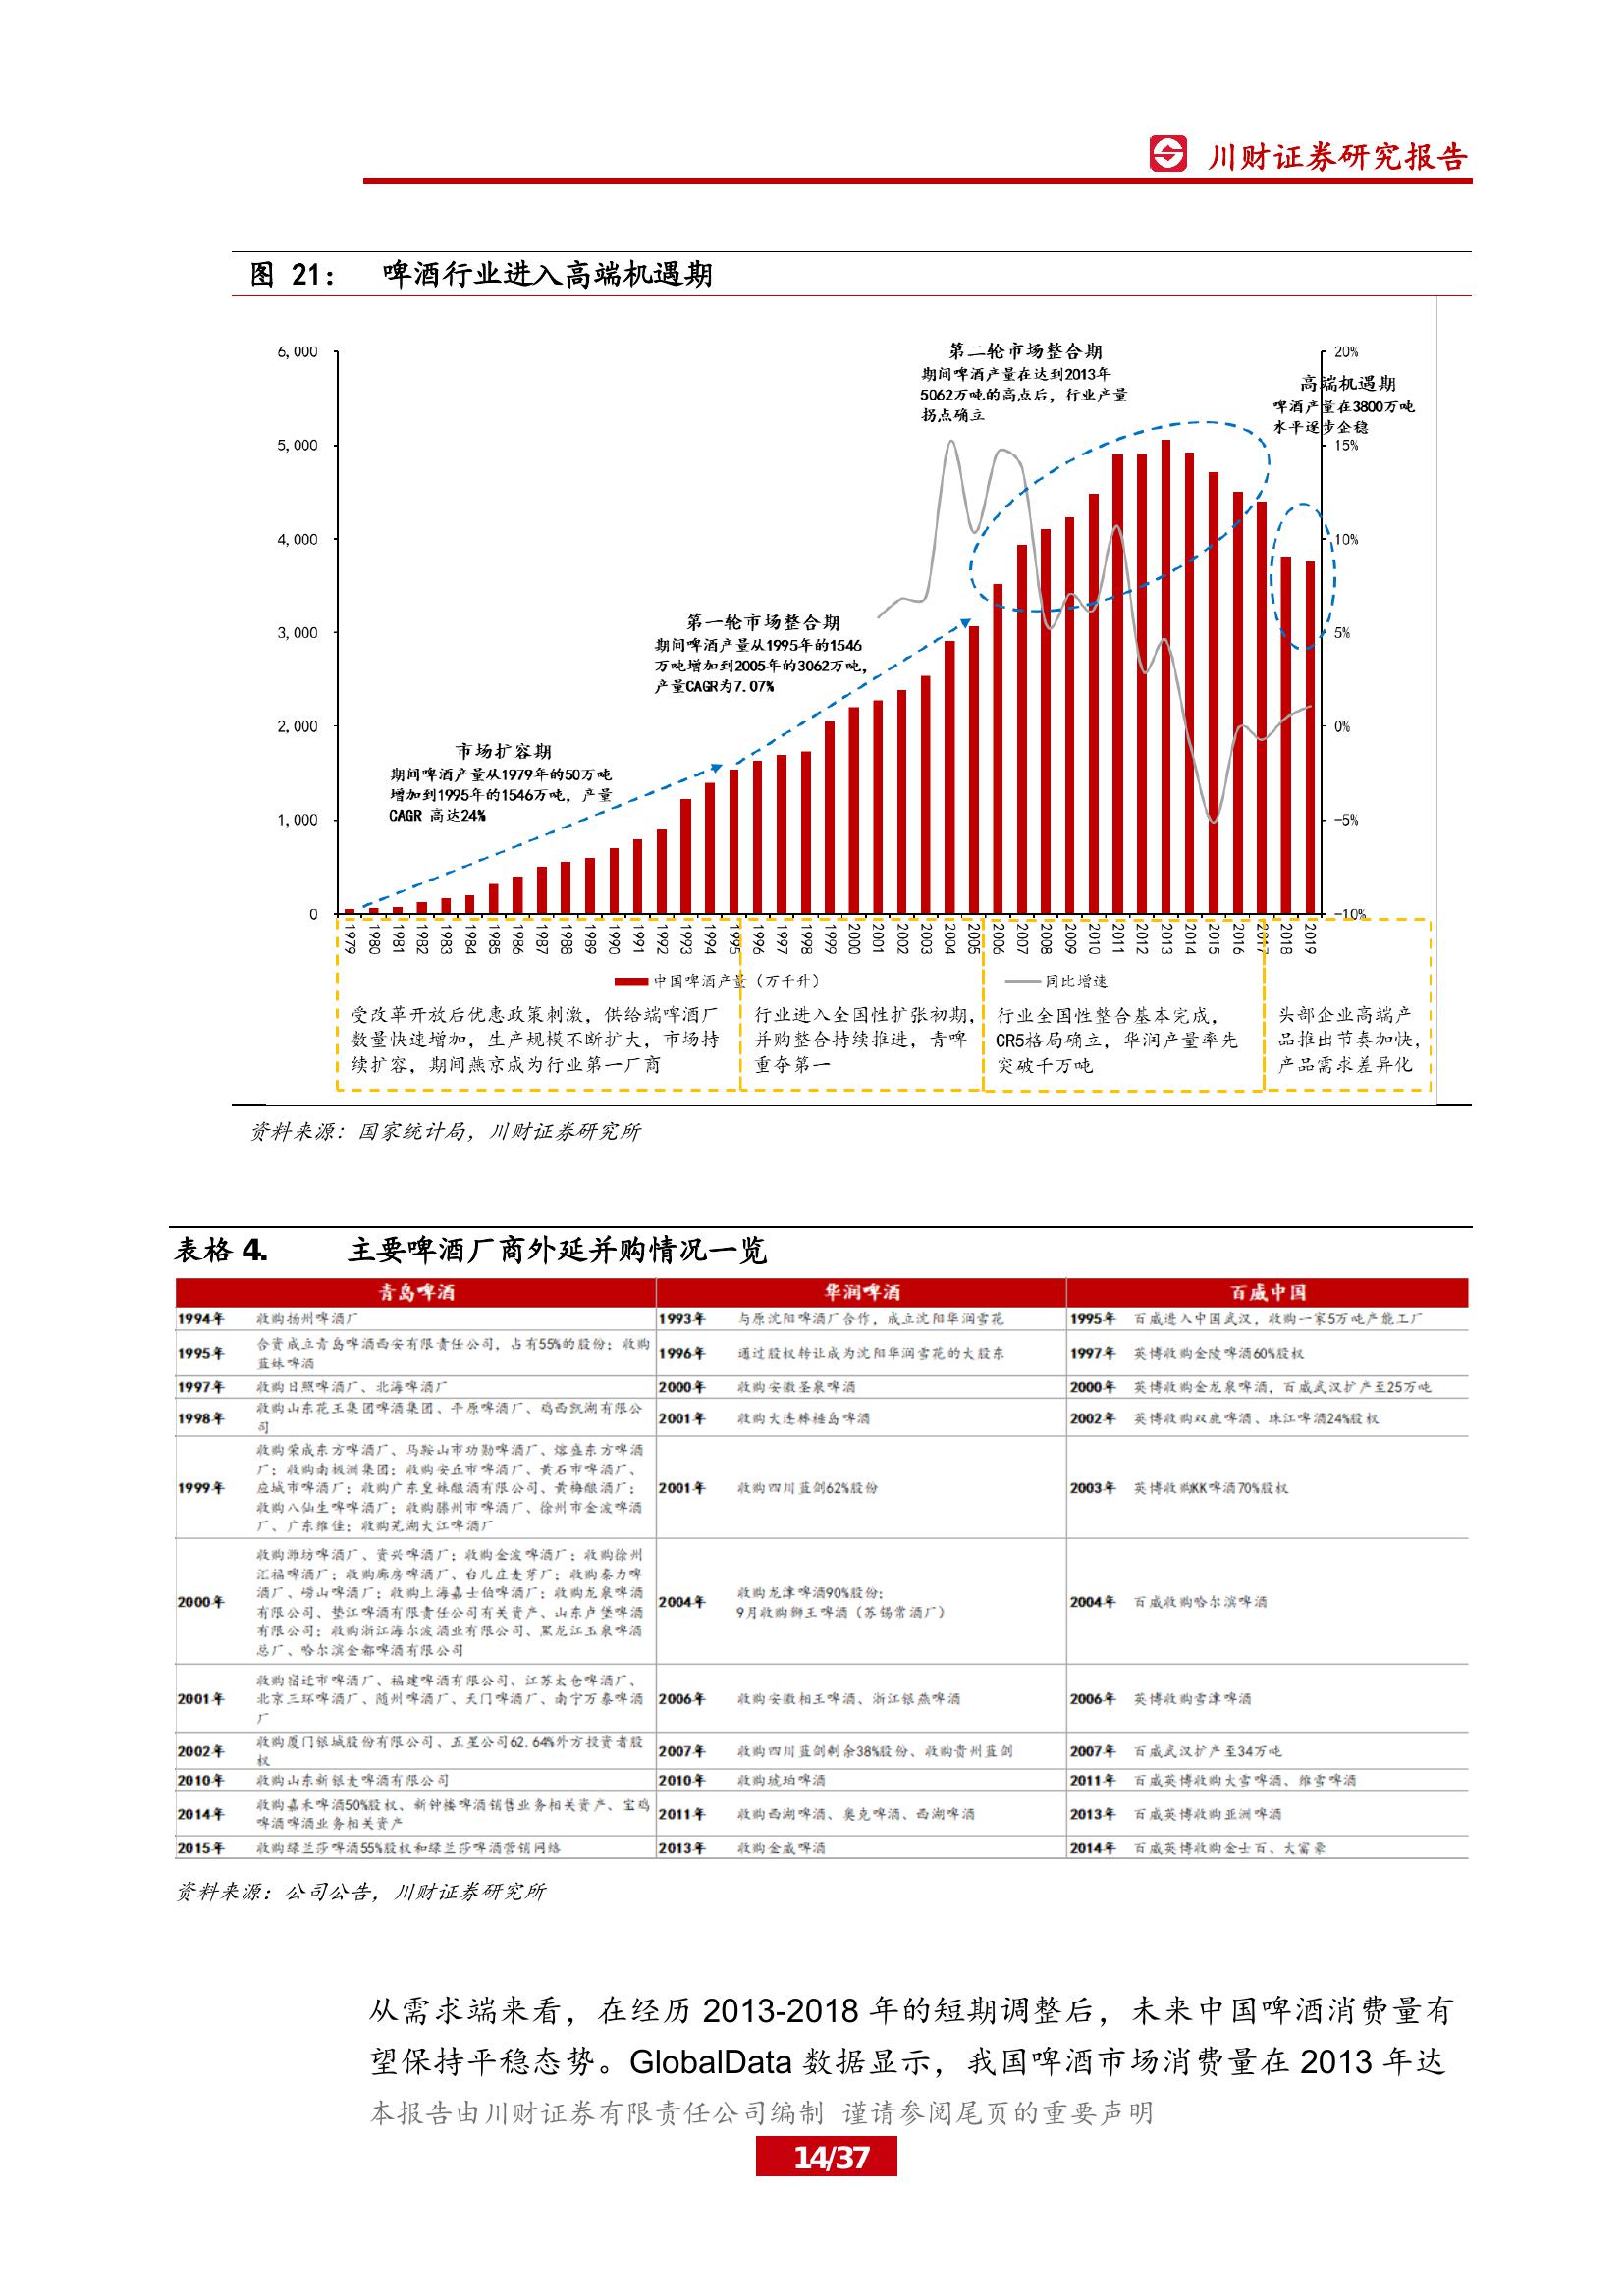 川财证券研究报告
图 21： 啤酒行业进入高端机遇期
6,000
5,000
4,000
3,000
2,000
1,000
0
20%
15%
10%
5%
0%
-5%
-10%
第二轮市场整合期
期间啤酒产量在达到2013年
5062万吨的高点后，行业产量
拐点确立
高端机遇期
啤酒产量在3800万吨
水平逐步企稳
第一轮市场整合期
期间啤酒产量从1995年的1546
万吨增加到2005年的3062万吨，
产量CAGR为7.07%
市场扩容期
期间啤酒产量从1979年的50万吨
增加到1995年的1546万吨，产量
CAGR 高达24%
1979 1980 1981 1982 1983 1984 1985 1986 1987 1988 1989 1990 1991 1992 1993 1994 1995 1996 1997 1998 1999 2000 2001 2002 2003 2004 2005 2006 2007 2008 2009 2010 2011 2012 2013 2014 2015 2016 2017 2018 2019
中国啤酒产量（万千升） 同比增速
受改革开放后优惠政策刺激，供给端啤酒厂
数量快速增加，生产规模不断扩大，市场持
续扩容，期间燕京成为行业第一厂商
行业进入全国性扩张初期，
并购整合持续推进，青啤
重夺第一
行业全国性整合基本完成，
CR5格局确立，华润产量率先
突破千万吨
头部企业高端产
品推出节奏加快，
产品需求差异化
资料来源：国家统计局，川财证券研究所
表格 4. 主要啤酒厂商外延并购情况一览
青岛啤酒 华润啤酒 百威中国
1994年 收购扬州啤酒厂 1993年 与原沈阳啤酒厂合作，成立沈阳华润雪花 1995年 百威进入中国武汉，收购一家5万吨产能工厂
1995年 合资成立青岛啤酒西安有限责任公司，占有55%的股份；收购
蓝妹啤酒 1996年 通过股权转让成为沈阳华润雪花的大股东 1997年 英博收购金陵啤酒60%股权
1997年 收购日照啤酒厂、北海啤酒厂 2000年 收购安徽圣泉啤酒 2000年 英博收购金龙泉啤酒，百威武汉扩产至25万吨
1998年 收购山东花王集团啤酒集团、平原啤酒厂、鸡西凯湖有限公
司 2001年 收购大连棒棰岛啤酒 2002年 英博收购双鹿啤酒、珠江啤酒24%股权
1999年 收购荣成东方啤酒厂、马鞍山市功勋啤酒厂、熔盛东方啤酒
厂；收购南极洲集团；收购安丘市啤酒厂、黄石市啤酒厂、
应城市啤酒厂；收购广东皇妹酿酒有限公司、黄梅酿酒厂；
收购八仙生啤啤酒厂；收购滕州市啤酒厂、徐州市金波啤酒
厂、广东维佳；收购芜湖大江啤酒厂 2001年 收购四川蓝剑62%股份 2003年 英博收购KK啤酒70%股权
2000年 收购潍坊啤酒厂、资兴啤酒厂；收购金波啤酒厂；收购徐州
汇福啤酒厂；收购廊房啤酒厂、台儿庄麦芽厂；收购泰力啤
酒厂、崂山啤酒厂；收购上海嘉士伯啤酒厂；收购龙泉啤酒
有限公司、垫江啤酒有限责任公司有关资产、山东卢堡啤酒
有限公司；收购浙江海尔波酒业有限公司、黑龙江玉泉啤酒
总厂、哈尔滨金都啤酒有限公司 2004年 收购龙津啤酒90%股份；
9月收购狮王啤酒（苏锡常酒厂） 2004年 百威收购哈尔滨啤酒
2001年 收购宿迁市啤酒厂、福建啤酒有限公司、江苏太仓啤酒厂、
北京三环啤酒厂、随州啤酒厂、天门啤酒厂、南宁万泰啤酒
厂 2006年 收购安徽相王啤酒、浙江银燕啤酒 2006年 英博收购雪津啤酒
2002年 收购厦门银城股份有限公司、五星公司62.64%外方投资者股
权 2007年 收购四川蓝剑剩余38%股份、收购贵州蓝剑 2007年 百威武汉扩产至34万吨
2010年 收购山东新银麦啤酒有限公司 2010年 收购琥珀啤酒 2011年 百威英博收购大雪啤酒、维雪啤酒
2014年 收购嘉禾啤酒50%股权、新钟楼啤酒销售业务相关资产、宝鸡
啤酒啤酒业务相关资产 2011年 收购西湖啤酒、奥克啤酒、西湖啤酒 2013年 百威英博收购亚洲啤酒
2015年 收购绿兰莎啤酒55%股权和绿兰莎啤酒营销网络 2013年 收购金威啤酒 2014年 百威英博收购金士百、大富豪
资料来源：公司公告，川财证券研究所
从需求端来看，在经历 2013-2018 年的短期调整后，未来中国啤酒消费量有
望保持平稳态势。GlobalData 数据显示，我国啤酒市场消费量在 2013 年达
本报告由川财证券有限责任公司编制 谨请参阅尾页的重要声明
14/37